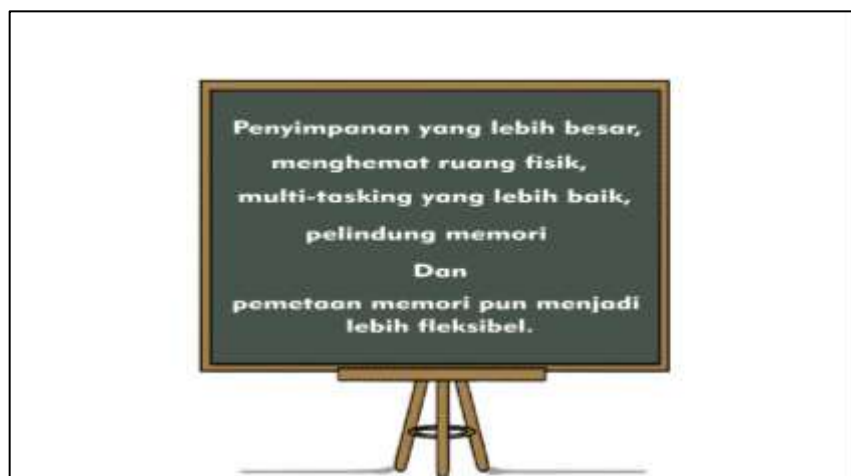 Penyimpanan yang lebih besar,
menghemat ruang fisik,
multi-tasking yang lebih baik,
pelindung memori
Dan
pemetaan memori pun menjadi
lebih fleksibel.